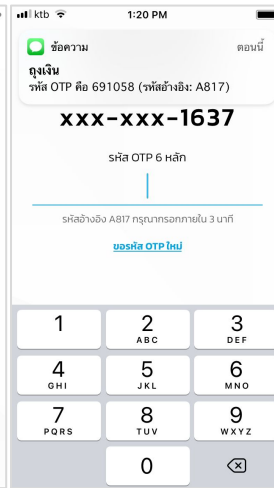 ktb 1:20 PM
ข้อความ ตอนนี้
ถุงเงิน
รหัส OTP คือ 691058 (รหัสอ้างอิง: A817)
xxx-xxx-1637
รหัส OTP 6 หลัก
รหัสอ้างอิง A817 กรุณากรอกภายใน 3 นาที
ขอรหัส OTP ใหม่
1 2 3
ABC DEF
4 5 6
GHI JKL MNO
7 8 9
PQRS TUV WXYZ
0